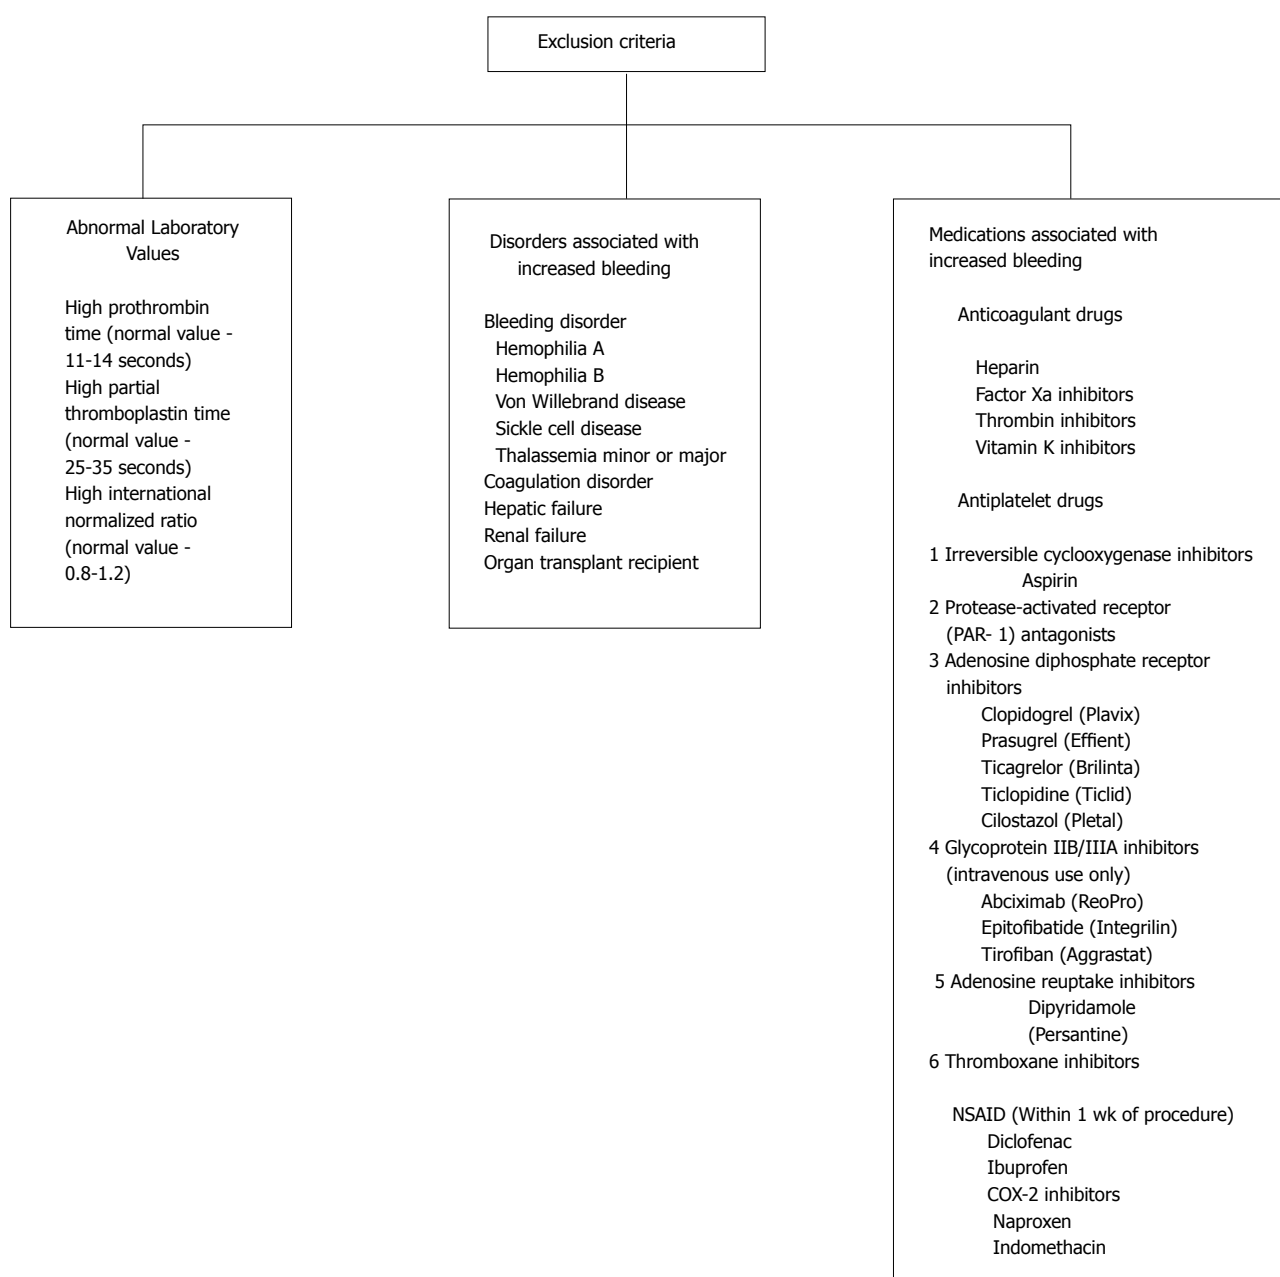 Exclusion criteria
Abnormal Laboratory
Values
High prothrombin
time (normal value -
11-14 seconds)
High partial
thromboplastin time
(normal value -
25-35 seconds)
High international
normalized ratio
(normal value -
0.8-1.2)
Disorders associated with
increased bleeding
Bleeding disorder
Hemophilia A
Hemophilia B
Von Willebrand disease
Sickle cell disease
Thalassemia minor or major
Coagulation disorder
Hepatic failure
Renal failure
Organ transplant recipient
Medications associated with
increased bleeding
Anticoagulant drugs
Heparin
Factor Xa inhibitors
Thrombin inhibitors
Vitamin K inhibitors
Antiplatelet drugs
1 Irreversible cyclooxygenase inhibitors
Aspirin
2 Protease-activated receptor
(PAR- 1) antagonists
3 Adenosine diphosphate receptor
inhibitors
Clopidogrel (Plavix)
Prasugrel (Effient)
Ticagrelor (Brilinta)
Ticlopidine (Ticlid)
Cilostazol (Pletal)
4 Glycoprotein IIB/IIIA inhibitors
(intravenous use only)
Abciximab (ReoPro)
Epitofibatide (Integrilin)
Tirofiban (Aggrastat)
5 Adenosine reuptake inhibitors
Dipyridamole
(Persantine)
6 Thromboxane inhibitors
NSAID (Within 1 wk of procedure)
Diclofenac
Ibuprofen
COX-2 inhibitors
Naproxen
Indomethacin